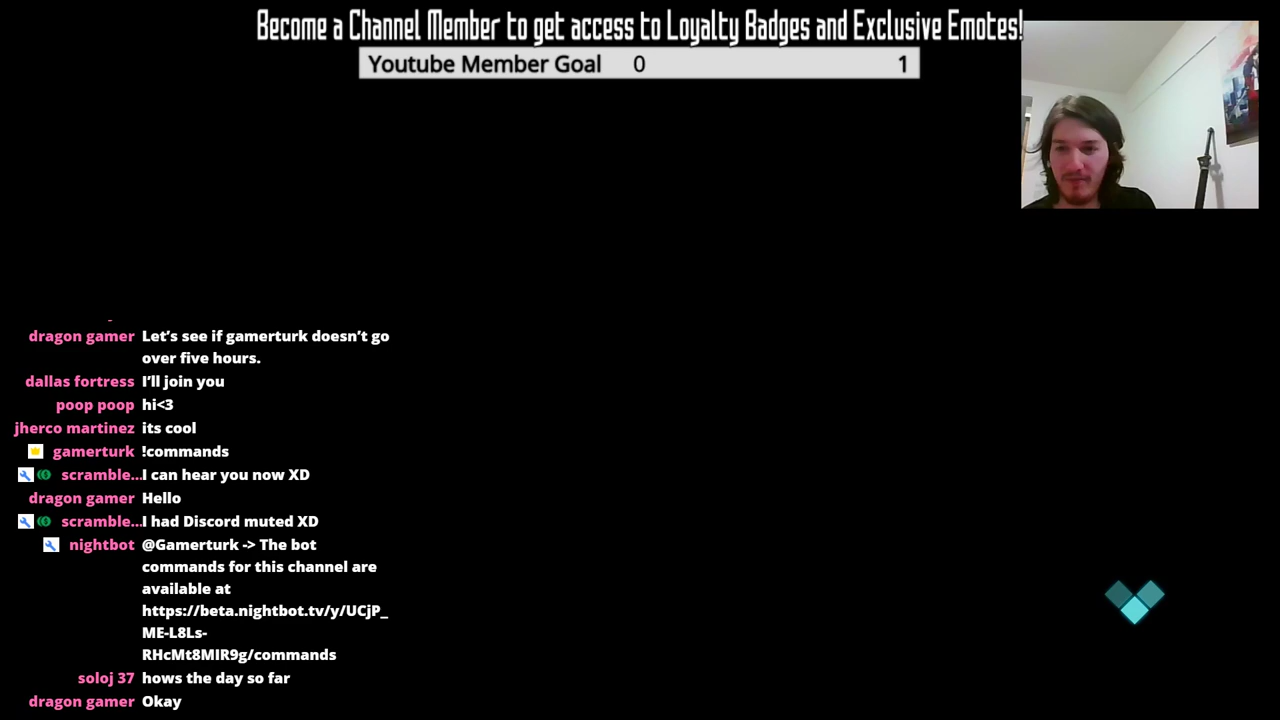 Become a Channel Member to get access to Loyalty Badges and Exclusive Emotes!
Youtube Member Goal 0 1
dragon gamer Let's see if gamerturk doesn't go
over five hours.
dallas fortress I'll join you
poop poop hi<3
jherco martinez its cool
gamerturk !commands
scramble... I can hear you now XD
dragon gamer Hello
scramble... I had Discord muted XD
nightbot @Gamerturk -> The bot
commands for this channel are
available at
https://beta.nightbot.tv/y/UCjP_
ME-L8Ls-
RHcMt8MIR9g/commands
soloj 37 hows the day so far
dragon gamer Okay